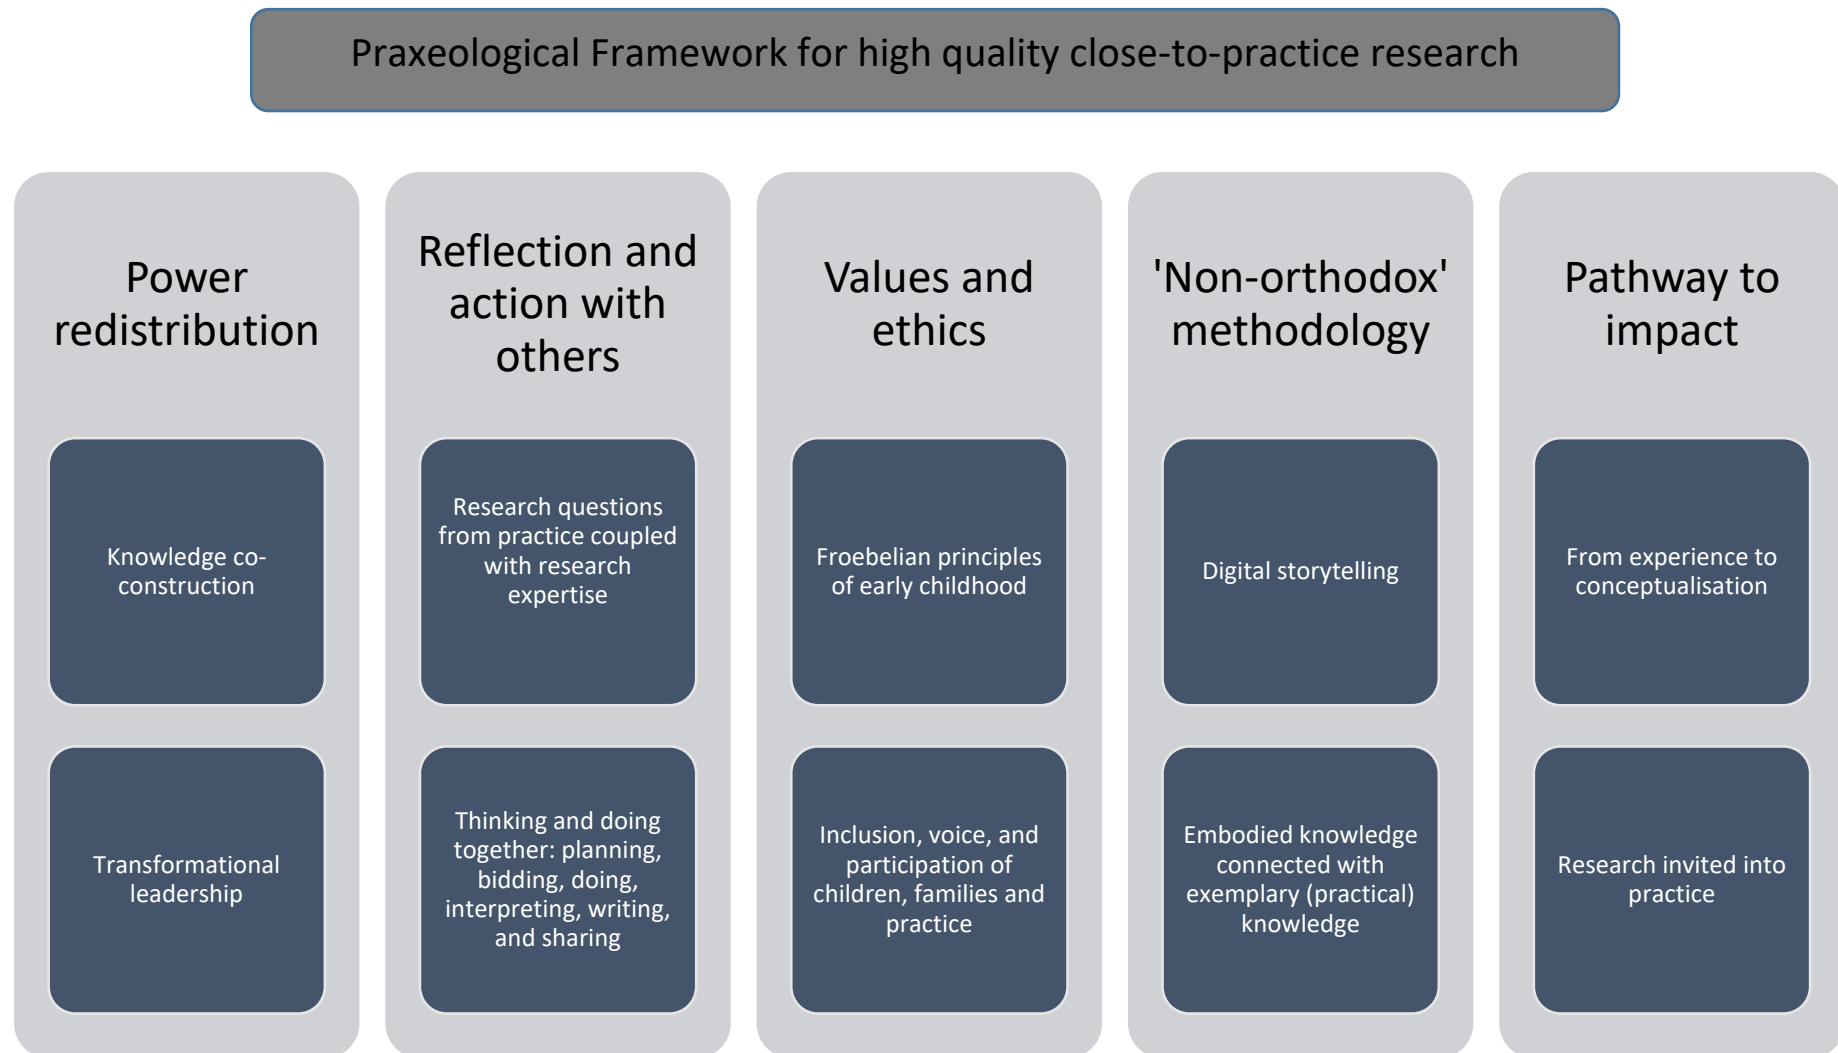 Praxeological Framework for high quality close-to-practice research
Power
redistribution
Knowledge co-
construction
Transformational
leadership
Reflection and
action with
others
Research questions
from practice coupled
with research
expertise
Thinking and doing
together: planning,
bidding, doing,
interpreting, writing,
and sharing
Values and
ethics
Froebelian principles
of early childhood
Inclusion, voice, and
participation of
children, families and
practice
'Non-orthodox'
methodology
Digital storytelling
Embodied knowledge
connected with
exemplary (practical)
knowledge
Pathway to
impact
From experience to
conceptualisation
Research invited into
practice